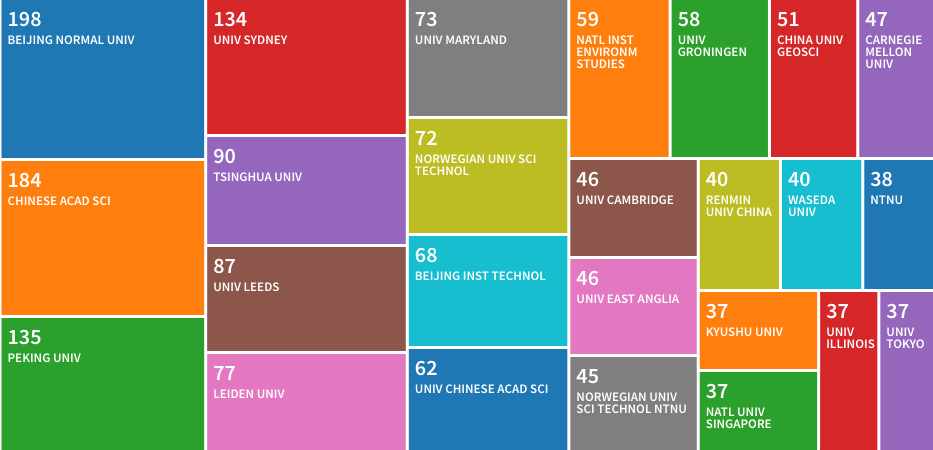 198
BEIJING NORMAL UNIV
184
CHINESE ACAD SCI
135
PEKING UNIV
134
UNIV SYDNEY
90
TSINGHUA UNIV
87
UNIV LEEDS
77
LEIDEN UNIV
73
UNIV MARYLAND
72
NORWEGIAN UNIV SCI
TECHNOL
68
BEIJING INST TECHNOL
62
UNIV CHINESE ACAD SCI
59
NATL INST
ENVIRONM
STUDIES
58
UNIV
GRONINGEN
51
CHINA UNIV
GEOSCI
47
CARNEGIE
MELLON
UNIV
46
UNIV CAMBRIDGE
46
UNIV EAST ANGLIA
45
NORWEGIAN UNIV
SCI TECHNOL NTNU
40
RENMIN
UNIV CHINA
40
WASEDA
UNIV
38
NTNU
37
KYUSHU UNIV
37
NATL UNIV
SINGAPORE
37
UNIV
ILLINOIS
37
UNIV
TOKYO